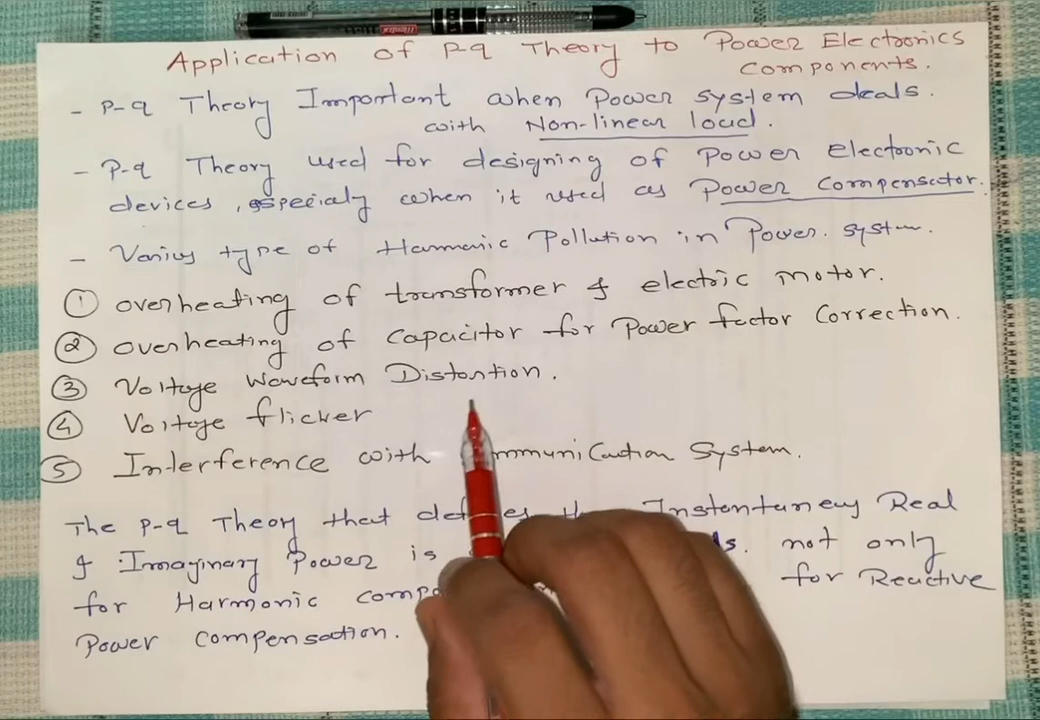 Application of P-q Theory to Power Electronics
Components.
- P-q Theory Important when Power system deals.
with Non-linear load.
- P-q Theory used for designing of Power electronic
devices, especialy when it used as Power Compensator.
- Varius type of Harmonic Pollution in Power. system.
① overheating of transformer & electric motor.
② overheating of capacitor for Power factor Correction.
③ Voltage Waveform Distortion.
④ Voltage flicker
⑤ Interference with System.
The P-q Theory that Instantaneous Real
& Imaginary Power is not only
for Harmonic for Reactive
Power Compensation.